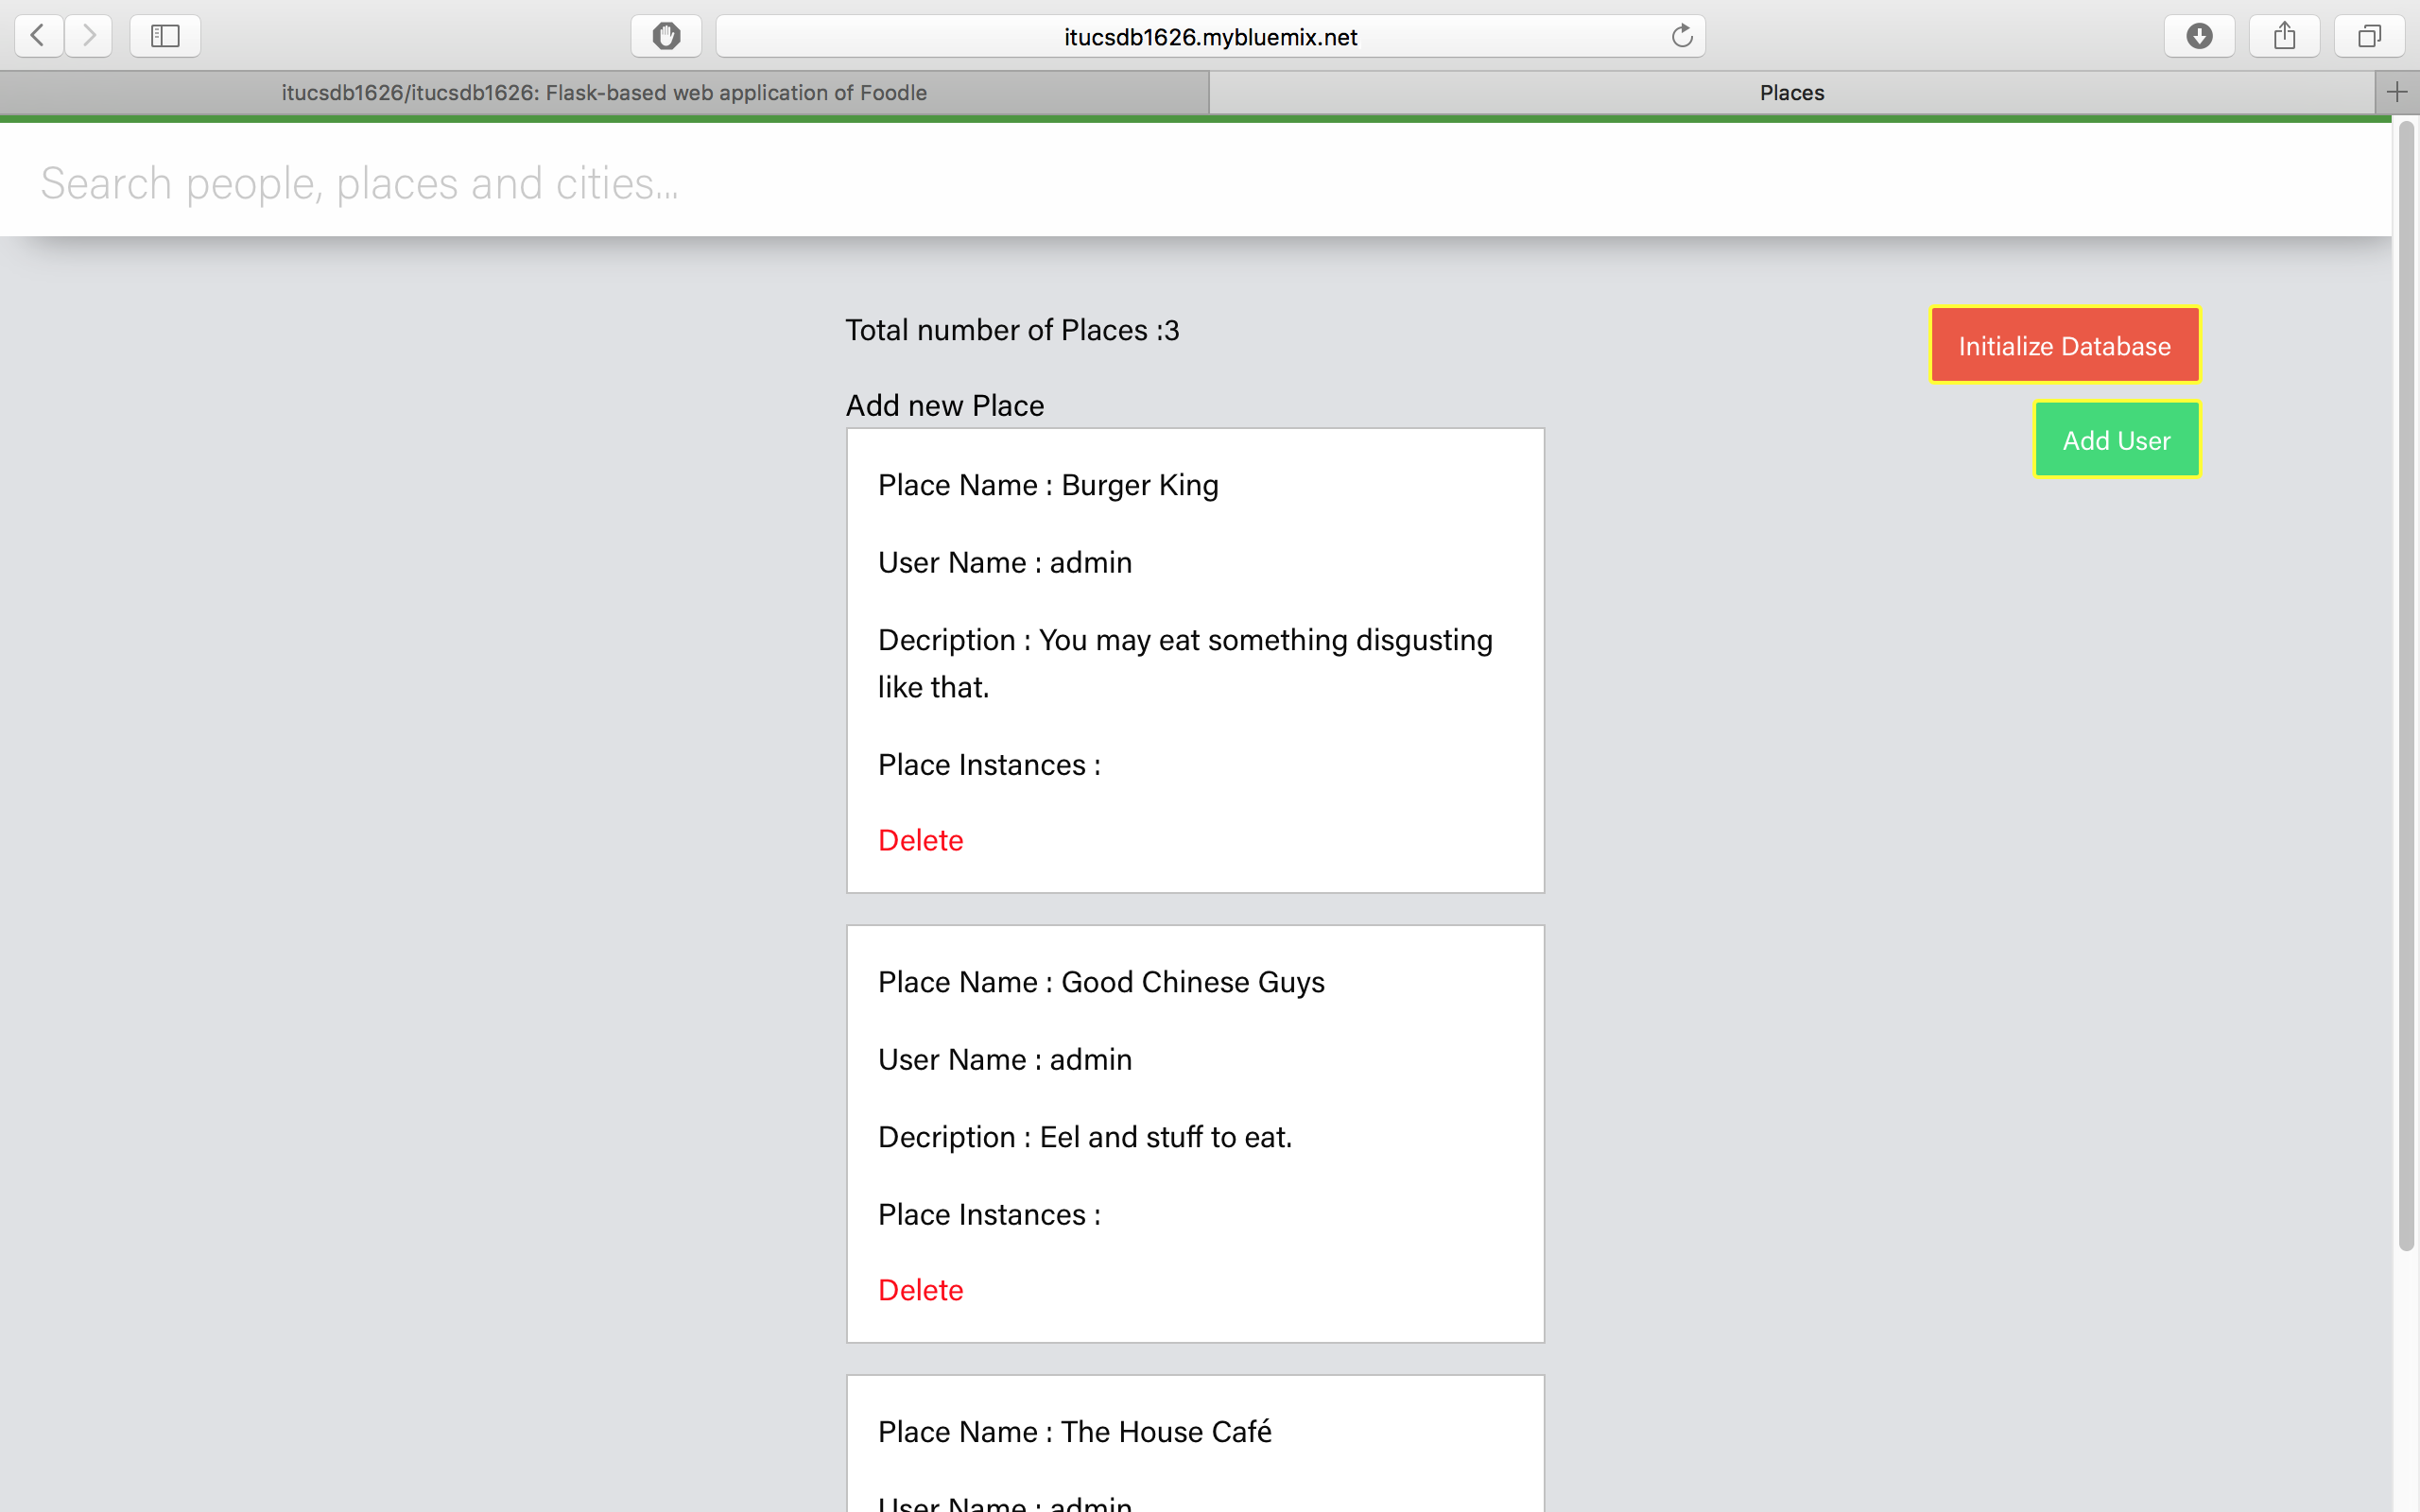 itucsdb1626.mybluemix.net
itucsdb1626/itucsdb1626: Flask-based web application of Foodle
Places
Search people, places and cities...
Total number of Places :3
Initialize Database
Add new Place
Add User
Place Name : Burger King
User Name : admin
Decription : You may eat something disgusting
like that.
Place Instances :
Delete
Place Name : Good Chinese Guys
User Name : admin
Decription : Eel and stuff to eat.
Place Instances :
Delete
Place Name : The House Café
User Name : admin